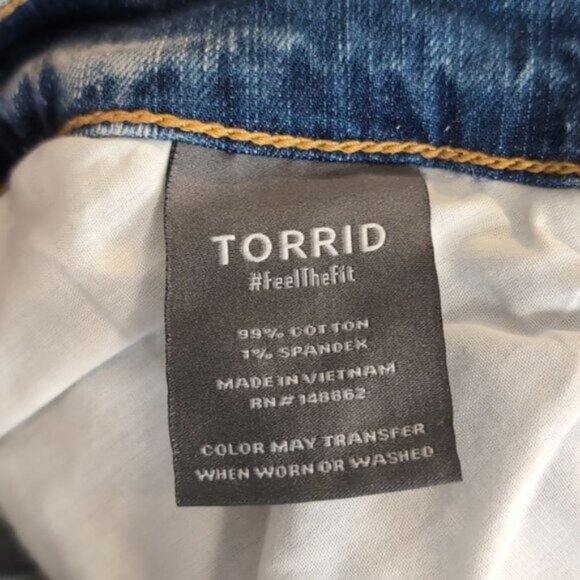 TORRID
#FeelTheFit
99% COTTON
1% SPANDEX
MADE IN VIETNAM
RN# 148862
COLOR MAY TRANSFER
WHEN WORN OR WASHED